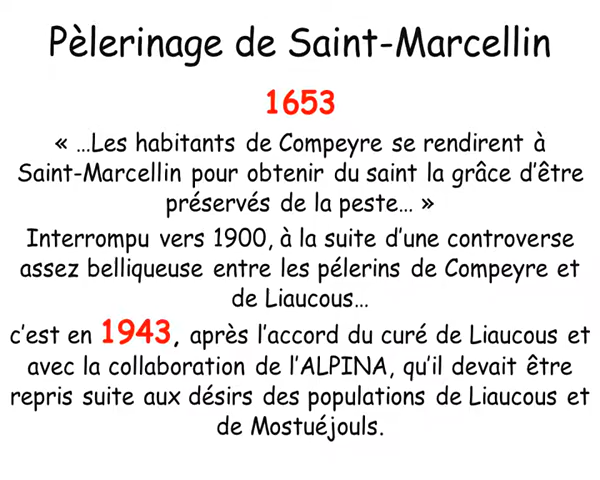 Pèlerinage de Saint-Marcellin
1653
« …Les habitants de Compeyre se rendirent à
Saint-Marcellin pour obtenir du saint la grâce d’être
préservés de la peste… »
Interrompu vers 1900, à la suite d’une controverse
assez belliqueuse entre les pélerins de Compeyre et
de Liaucous…
c’est en 1943, après l’accord du curé de Liaucous et
avec la collaboration de l’ALPINA, qu’il devait être
repris suite aux désirs des populations de Liaucous et
de Mostuéjouls.